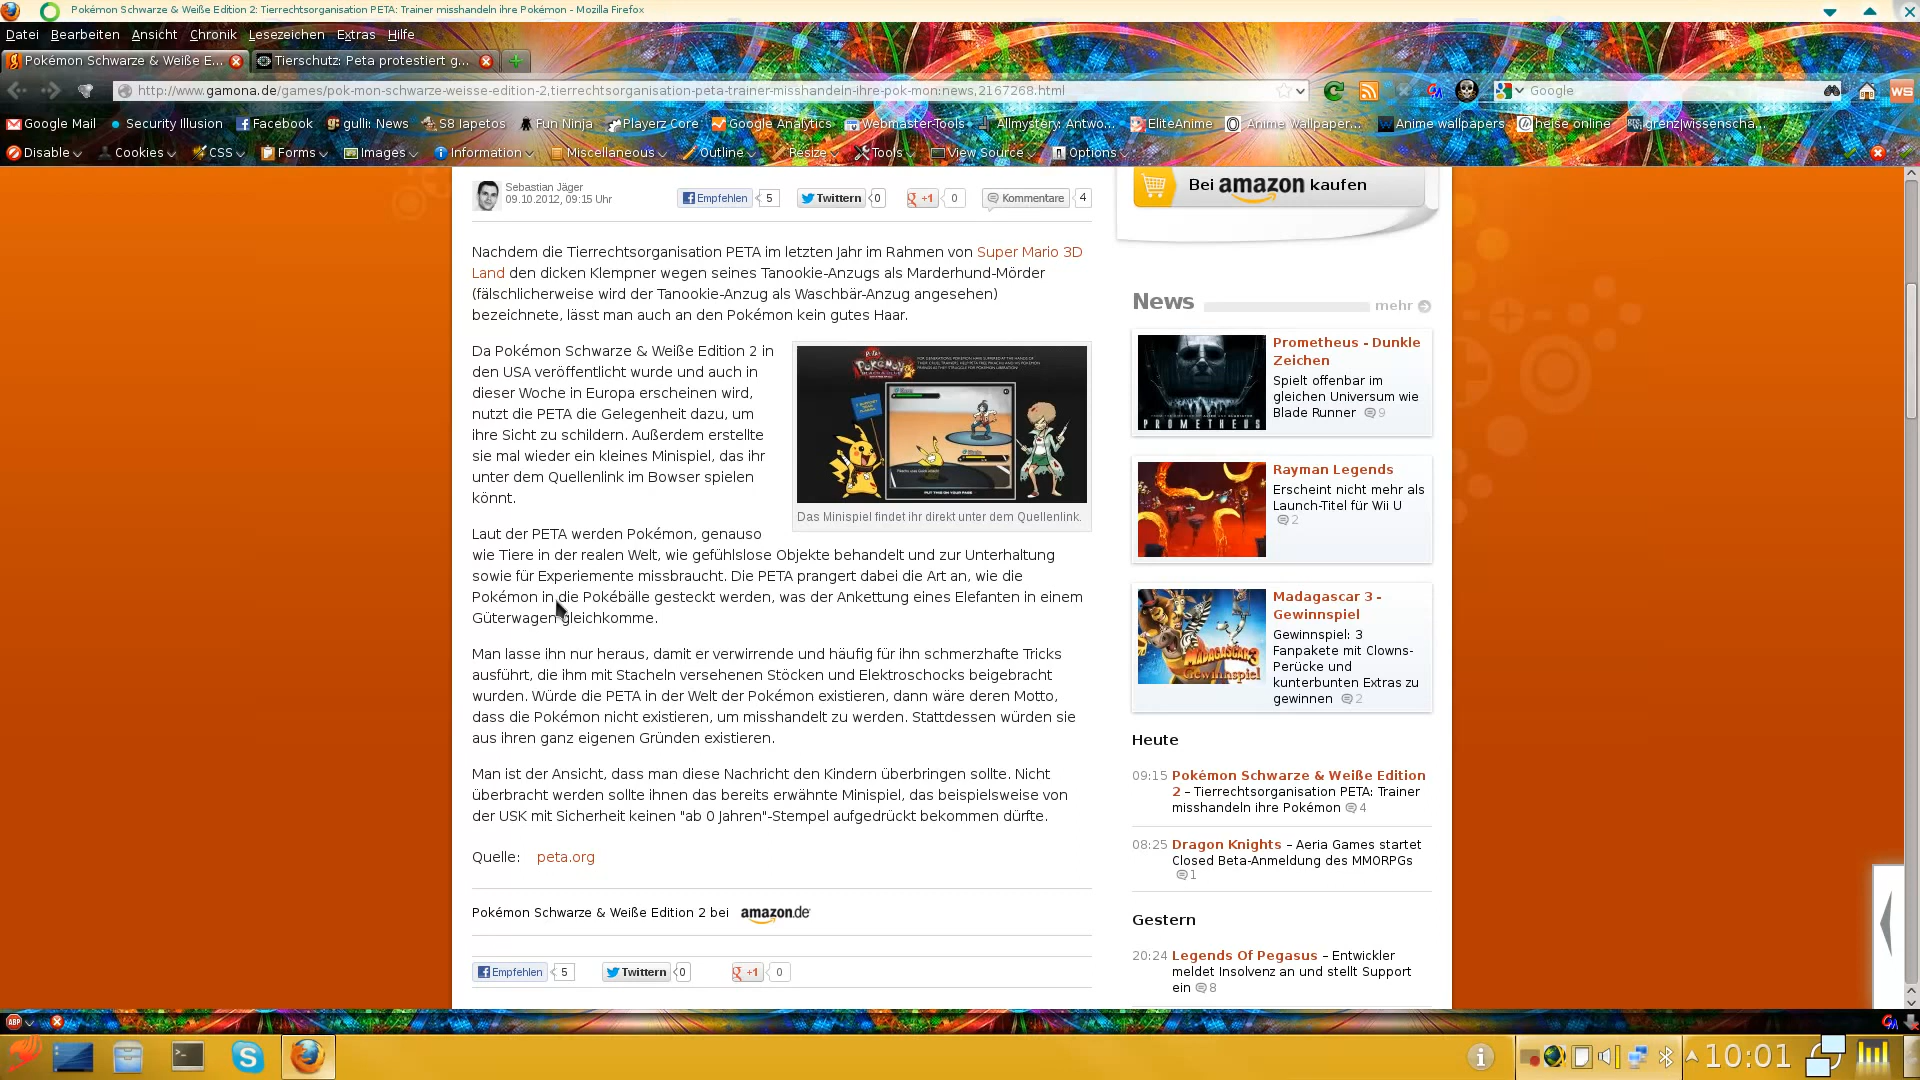 Pokémon Schwarze & Weiße Edition 2: Tierrechtsorganisation PETA: Trainer misshandeln ihre Pokémon - Mozilla Firefox
Datei Bearbeiten Ansicht Chronik Lesezeichen Extras Hilfe
Pokémon Schwarze & Weiße E... Tierschutz: Peta protestiert g...
http://www.gamona.de/games/pok-mon-schwarze-weisse-edition-2,tierrechtsorganisation-peta-trainer-misshandeln-ihre-pok-mon:news,2167268.html
Google
Google Mail Security Illusion Facebook gulli: News S8 Iapetos Fun Ninja Playerz Core Google Analytics Webmaster-Tools Allmystery: Antwo... EliteAnime Anime Wallpaper... Anime wallpapers heise online grenz|wissenscha...
Disable Cookies CSS Forms Images Information Miscellaneous Outline Resize Tools View Source Options
Sebastian Jäger
09.10.2012, 09:15 Uhr
Empfehlen 5 Twittern 0 +1 0 Kommentare 4
Nachdem die Tierrechtsorganisation PETA im letzten Jahr im Rahmen von Super Mario 3D
Land den dicken Klempner wegen seines Tanookie-Anzugs als Marderhund-Mörder
(fälschlicherweise wird der Tanookie-Anzug als Waschbär-Anzug angesehen)
bezeichnete, lässt man auch an den Pokémon kein gutes Haar.
Da Pokémon Schwarze & Weiße Edition 2 in
den USA veröffentlicht wurde und auch in
dieser Woche in Europa erscheinen wird,
nutzt die PETA die Gelegenheit dazu, um
ihre Sicht zu schildern. Außerdem erstellte
sie mal wieder ein kleines Minispiel, das ihr
unter dem Quellenlink im Bowser spielen
könnt.
Das Minispiel findet ihr direkt unter dem Quellenlink.
Laut der PETA werden Pokémon, genauso
wie Tiere in der realen Welt, wie gefühlslose Objekte behandelt und zur Unterhaltung
sowie für Experiemente missbraucht. Die PETA prangert dabei die Art an, wie die
Pokémon in die Pokébälle gesteckt werden, was der Ankettung eines Elefanten in einem
Güterwagen gleichkomme.
Man lasse ihn nur heraus, damit er verwirrende und häufig für ihn schmerzhafte Tricks
ausführt, die ihm mit Stacheln versehenen Stöcken und Elektroschocks beigebracht
wurden. Würde die PETA in der Welt der Pokémon existieren, dann wäre deren Motto,
dass die Pokémon nicht existieren, um misshandelt zu werden. Stattdessen würden sie
aus ihren ganz eigenen Gründen existieren.
Man ist der Ansicht, dass man diese Nachricht den Kindern überbringen sollte. Nicht
überbracht werden sollte ihnen das bereits erwähnte Minispiel, das beispielsweise von
der USK mit Sicherheit keinen "ab 0 Jahren"-Stempel aufgedrückt bekommen dürfte.
Quelle: peta.org
Pokémon Schwarze & Weiße Edition 2 bei amazon.de
Empfehlen 5 Twittern 0 +1 0
Bei amazon kaufen
News mehr
PROMETHEUS
Prometheus - Dunkle
Zeichen
Spielt offenbar im
gleichen Universum wie
Blade Runner 9
Rayman Legends
Erscheint nicht mehr als
Launch-Titel für Wii U
2
MADAGASCAR 3
Gewinnspiel
Madagascar 3 -
Gewinnspiel
Gewinnspiel: 3
Fanpakete mit Clowns-
Perücke und
kunterbunten Extras zu
gewinnen 2
Heute
09:15 Pokémon Schwarze & Weiße Edition
2 – Tierrechtsorganisation PETA: Trainer
misshandeln ihre Pokémon 4
08:25 Dragon Knights – Aeria Games startet
Closed Beta-Anmeldung des MMORPGs
1
Gestern
20:24 Legends Of Pegasus – Entwickler
meldet Insolvenz an und stellt Support
ein 8
ABP
10:01